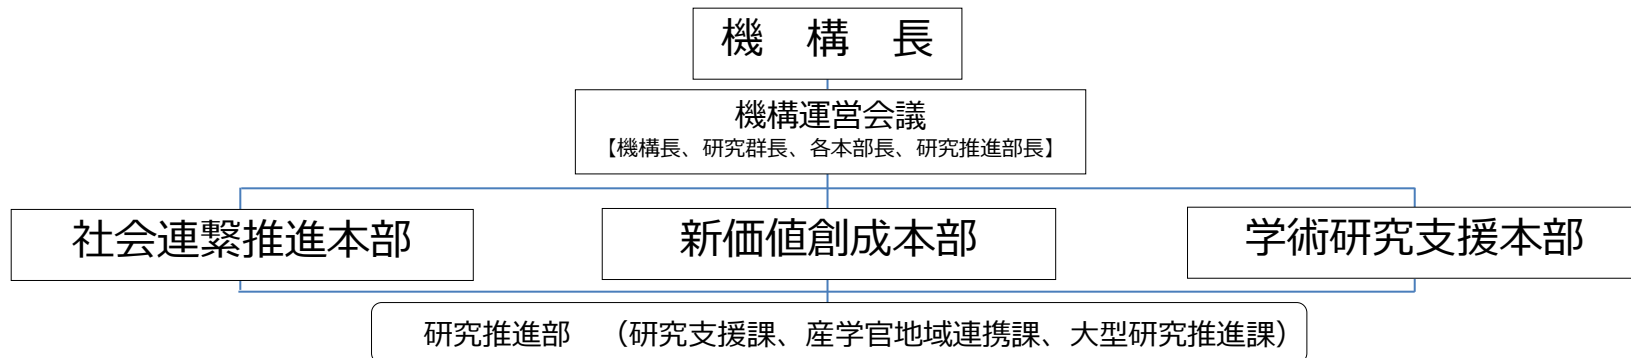 機　構　長
機構運営会議
【機構長、研究群長、各本部長、研究推進部長】
社会連繋推進本部
新価値創成本部
学術研究支援本部
研究推進部　（研究支援課、産学官地域連携課、大型研究推進課）